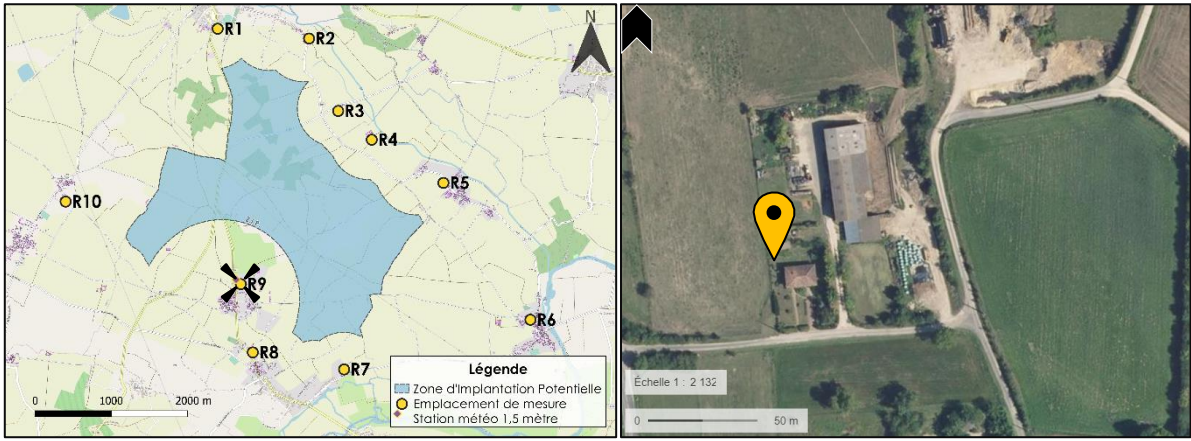 R1
R2
N
R3
R4
R5
R10
R9
R6
R8
R7
0 1000 2000 m
Légende
Zone d'Implantation Potentielle
Emplacement de mesure
Station météo 1,5 mètre
Échelle 1 : 2 132
0 50 m